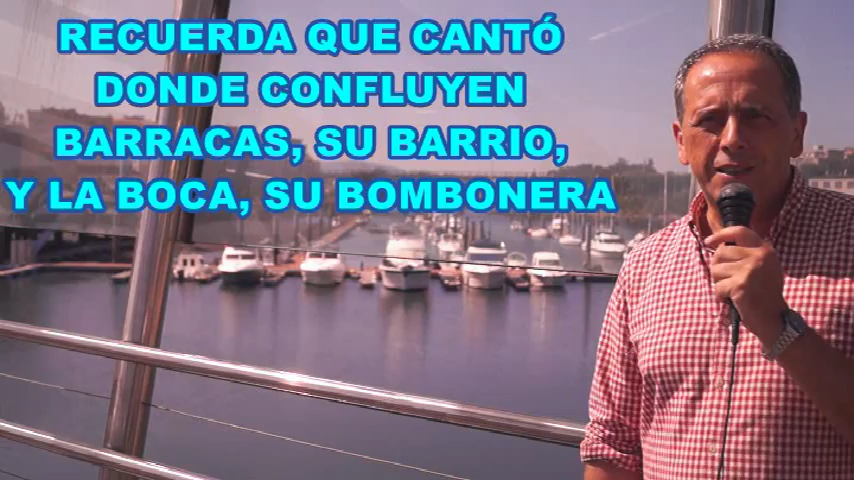 RECUERDA QUE CANTÓ
DONDE CONFLUYEN
BARRACAS, SU BARRIO,
Y LA BOCA, SU BOMBONERA